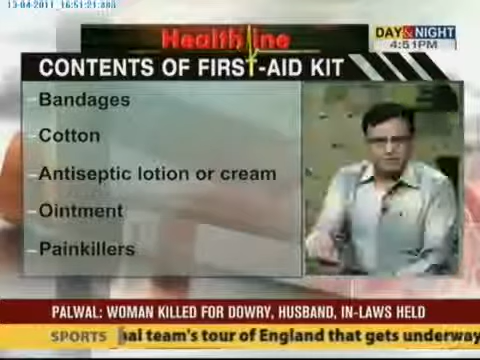 13-04-2011_16:51:21:883
Healthline
DAY&NIGHT
4:51PM
CONTENTS OF FIRST-AID KIT
Bandages
Cotton
Antiseptic lotion or cream
Ointment
Painkillers
PALWAL: WOMAN KILLED FOR DOWRY, HUSBAND, IN-LAWS HELD
SPORTS
nal team's tour of England that gets underway